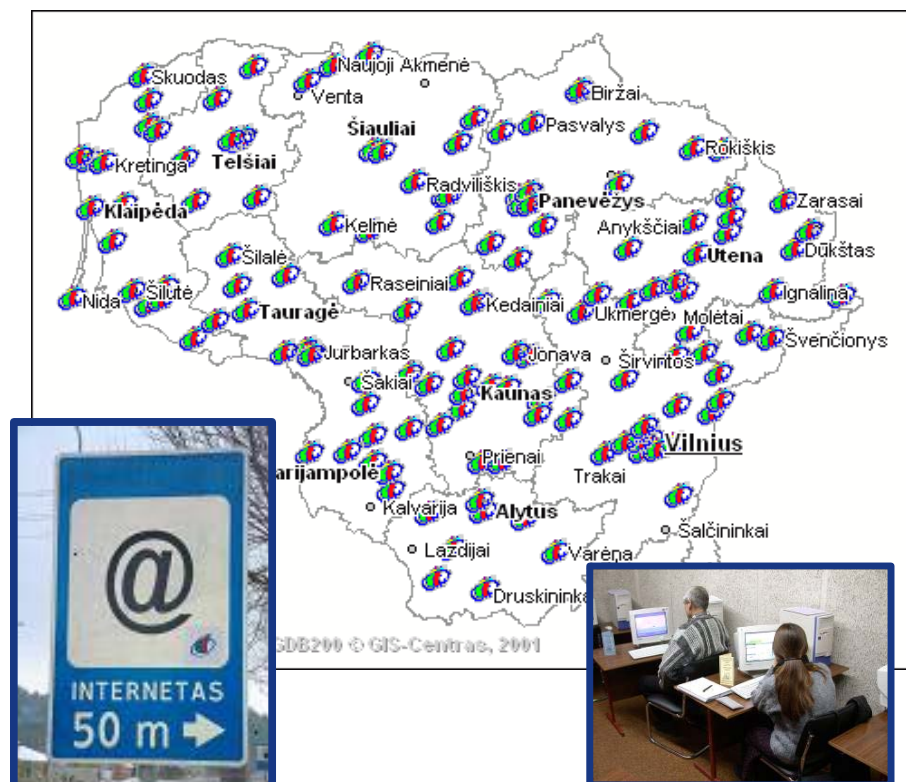 Skuodas
Naujoji Akmenė
Venta
Biržai
Pasvalys
Šiauliai
Rokiškis
Kretinga
Telšiai
Radviliškis
Panevėžys
Zarasai
Klaipėda
Kelmė
Anykščiai
Utena
Dūkštas
Šilalė
Raseiniai
Ignalina
Nida
Šilutė
Kedainiai
Tauragė
Ukmergė
Molėtai
Švenčionys
Jurbarkas
Jonava
Širvintos
Šakiai
Kaunas
Vilnius
Prienai
Trakai
arijampolė
Kalvarija
Alytus
Šalčininkai
Lazdijai
Varėna
Druskininka
GDB200 © GIS-Centras, 2001
@
INTERNETAS
50 m →